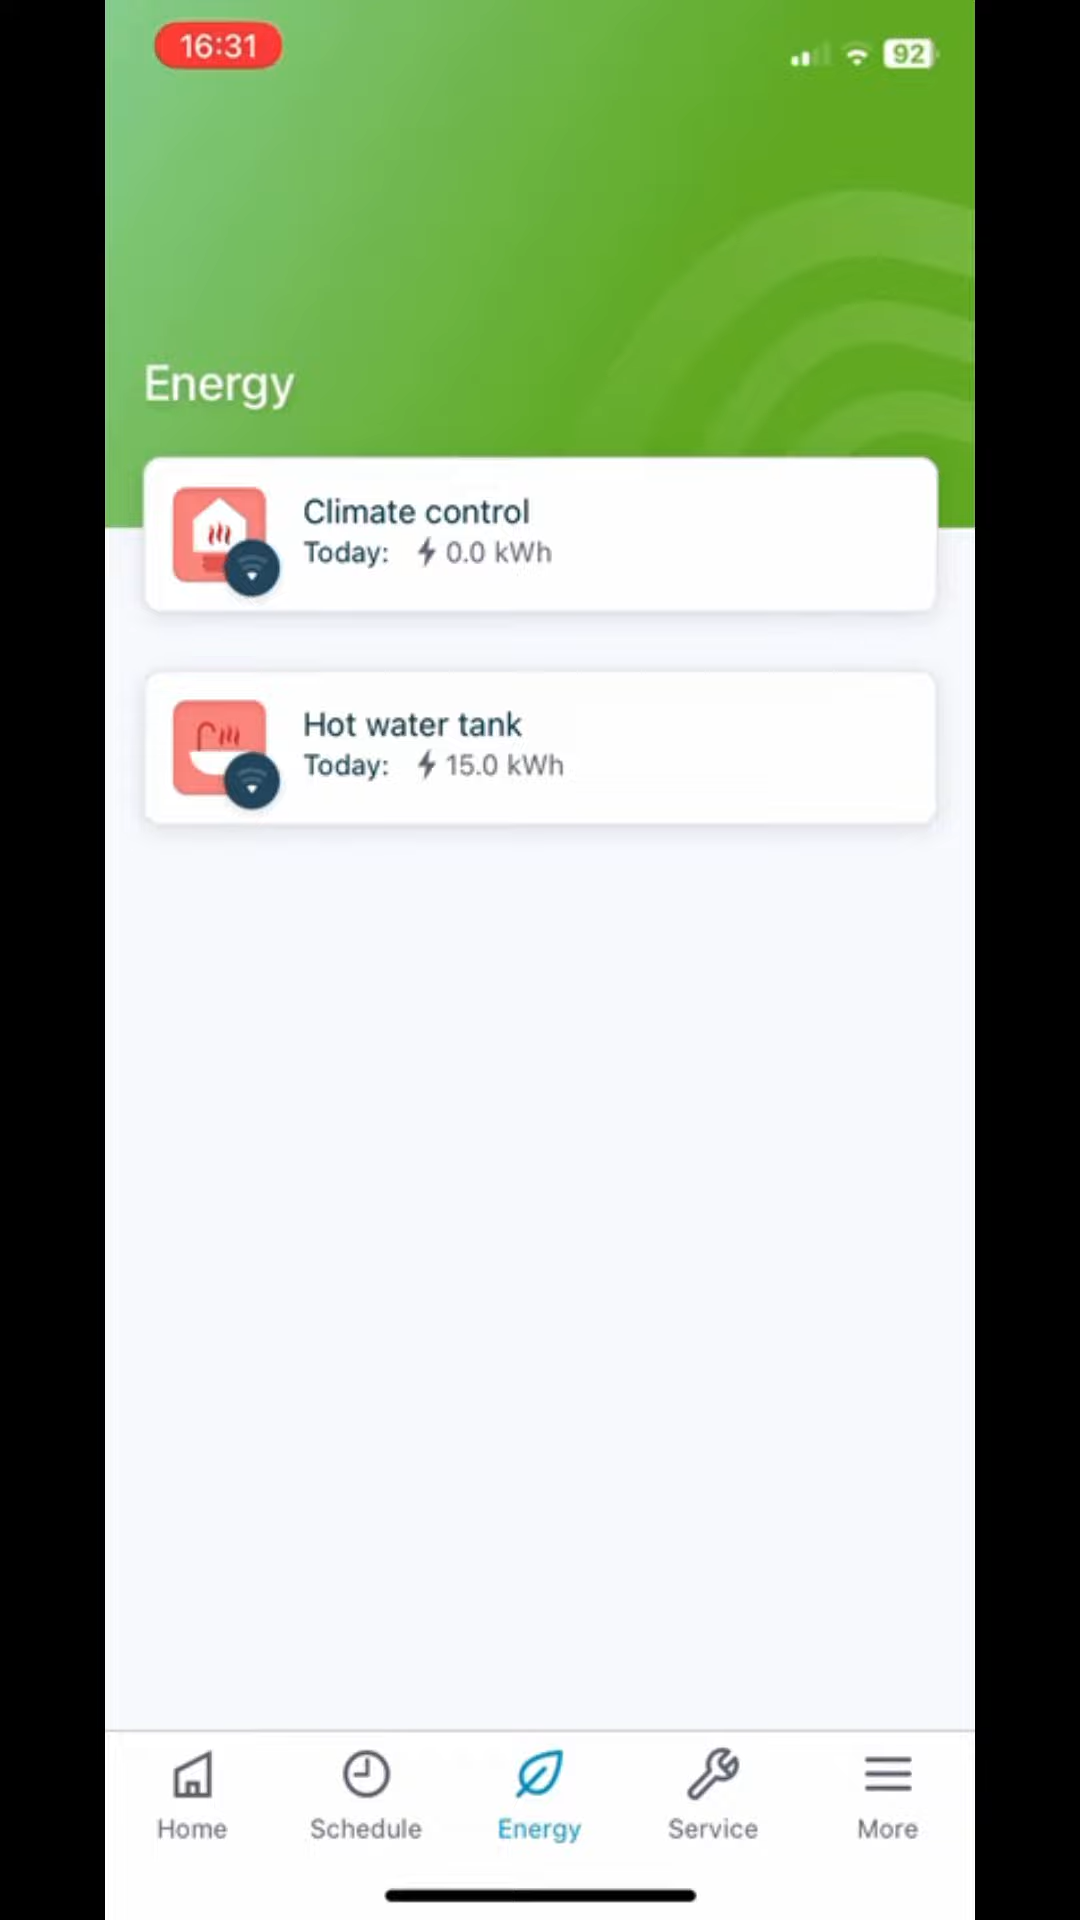 16:31
92
Energy
Climate control
Today: 0.0 kWh
Hot water tank
Today: 15.0 kWh
Home Schedule Energy Service More